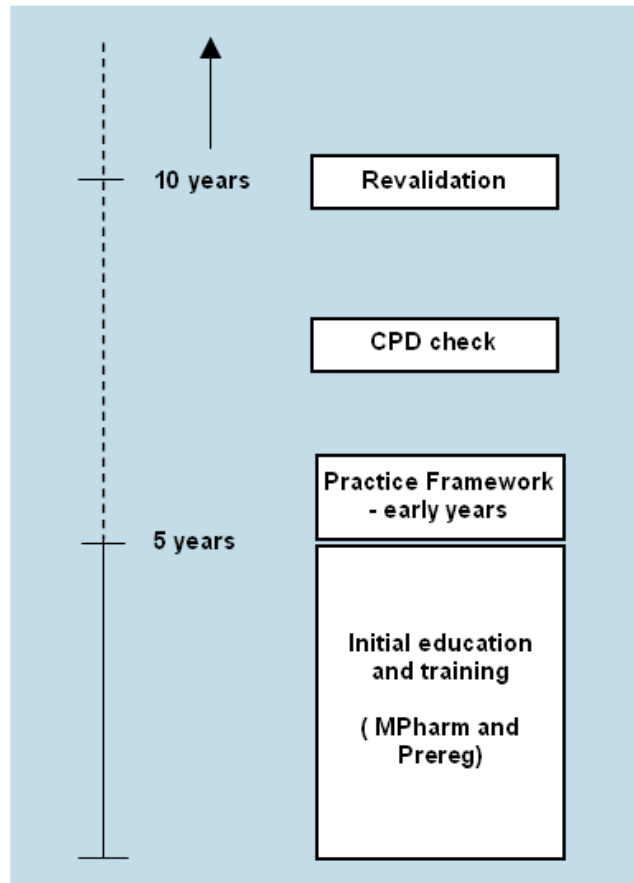 10 years
Revalidation
CPD check
Practice Framework
- early years
5 years
Initial education
and training
( MPharm and
Prereg)